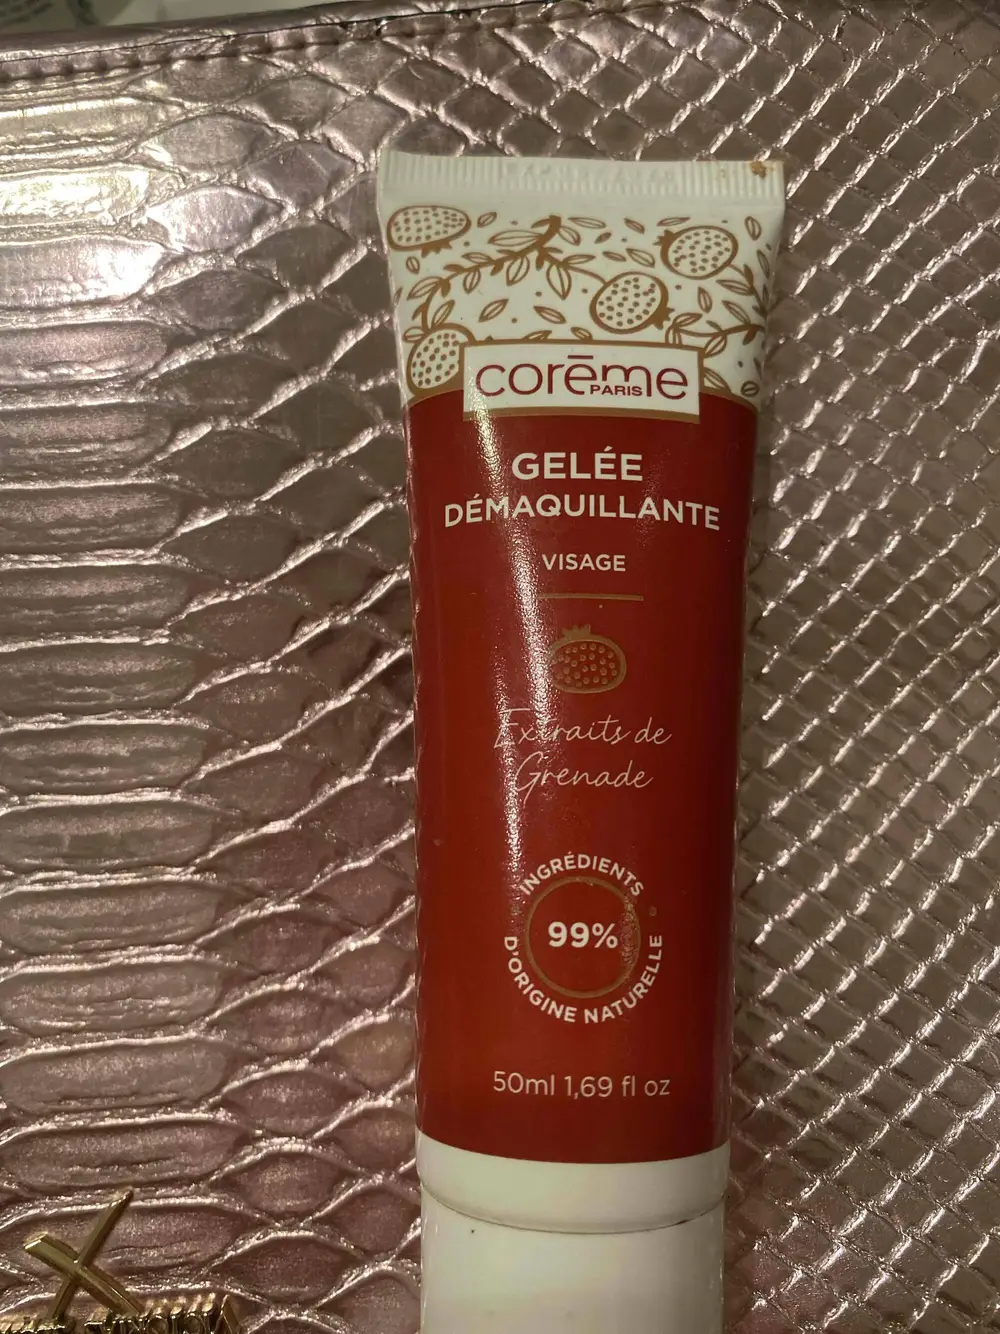 corēme
PARIS
GELÉE
DÉMAQUILLANTE
VISAGE
Extraits de
Grenade
INGRÉDIENTS
99%
D'ORIGINE NATURELLE
50ml 1,69 fl oz